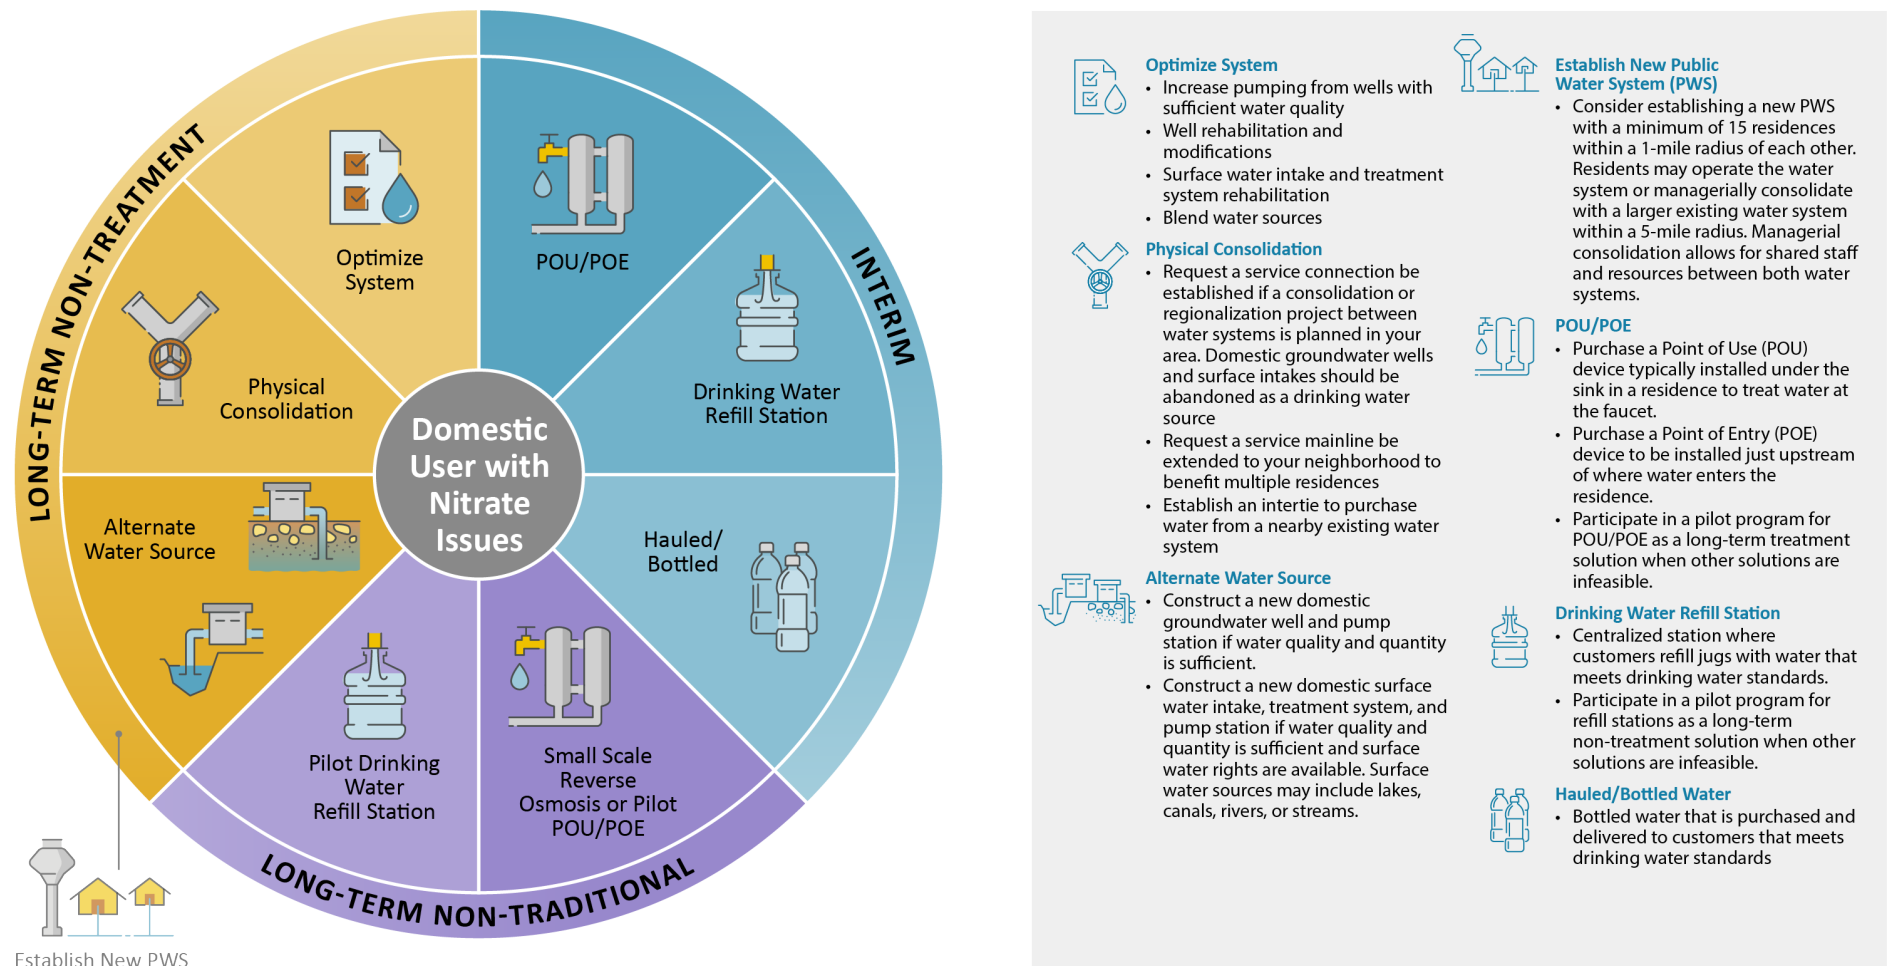 LONG-TERM NON-TREATMENT
INTERIM
LONG-TERM NON-TRADITIONAL
Optimize
System
POU/POE
Drinking Water
Refill Station
Physical
Consolidation
Domestic
User with
Nitrate
Issues
Alternate
Water Source
Hauled/
Bottled
Pilot Drinking
Water
Refill Station
Small Scale
Reverse
Osmosis or Pilot
POU/POE
Establish New PWS
Optimize System
• Increase pumping from wells with
sufficient water quality
• Well rehabilitation and
modifications
• Surface water intake and treatment
system rehabilitation
• Blend water sources
Physical Consolidation
• Request a service connection be
established if a consolidation or
regionalization project between
water systems is planned in your
area. Domestic groundwater wells
and surface intakes should be
abandoned as a drinking water
source
• Request a service mainline be
extended to your neighborhood to
benefit multiple residences
• Establish an intertie to purchase
water from a nearby existing water
system
Alternate Water Source
• Construct a new domestic
groundwater well and pump
station if water quality and quantity
is sufficient.
• Construct a new domestic surface
water intake, treatment system, and
pump station if water quality and
quantity is sufficient and surface
water rights are available. Surface
water sources may include lakes,
canals, rivers, or streams.
Establish New Public
Water System (PWS)
• Consider establishing a new PWS
with a minimum of 15 residences
within a 1-mile radius of each other.
Residents may operate the water
system or managerially consolidate
with a larger existing water system
within a 5-mile radius. Managerial
consolidation allows for shared staff
and resources between both water
systems.
POU/POE
• Purchase a Point of Use (POU)
device typically installed under the
sink in a residence to treat water at
the faucet.
• Purchase a Point of Entry (POE)
device to be installed just upstream
of where water enters the
residence.
• Participate in a pilot program for
POU/POE as a long-term treatment
solution when other solutions are
infeasible.
Drinking Water Refill Station
• Centralized station where
customers refill jugs with water that
meets drinking water standards.
• Participate in a pilot program for
refill stations as a long-term
non-treatment solution when other
solutions are infeasible.
Hauled/Bottled Water
• Bottled water that is purchased and
delivered to customers that meets
drinking water standards